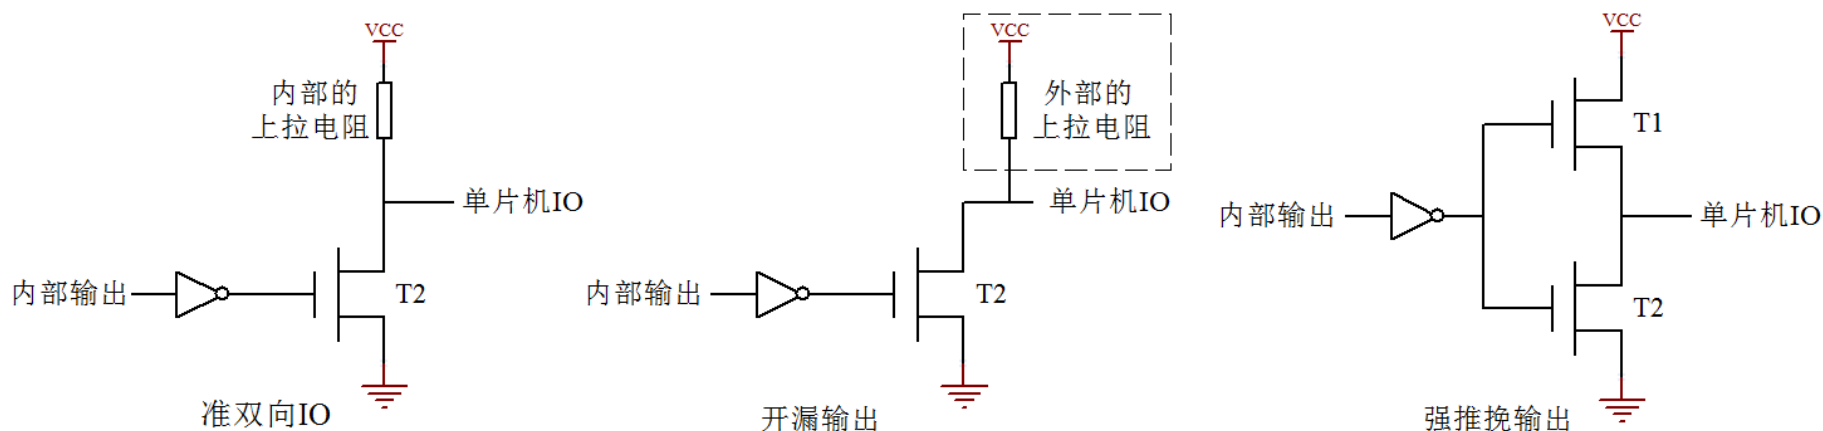 VCC
内部的
上拉电阻
单片机IO
内部输出
T2
准双向IO
VCC
外部的
上拉电阻
单片机IO
内部输出
T2
开漏输出
VCC
T1
内部输出
单片机IO
T2
强推挽输出